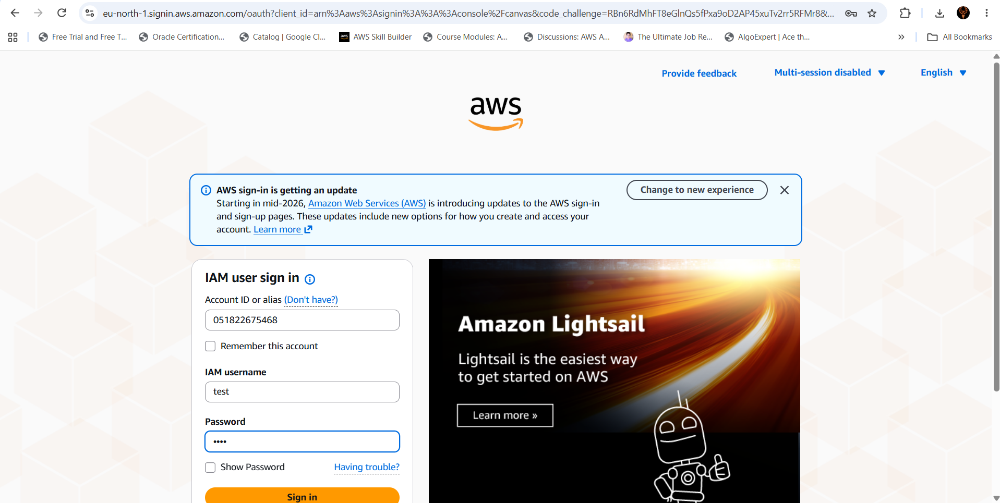 eu-north-1.signin.aws.amazon.com/oauth?client_id=arn%3Aaws%3Asignin%3A%3A%3Aconsole%2Fcanvas&code_challenge=RBn6RdMhFT8eGlnQs5fPxa9oD2AP45xuTv2rr5RFMr8&...
Free Trial and Free T... Oracle Certification... Catalog | Google Cl... aws AWS Skill Builder Course Modules: A... Discussions: AWS A... The Ultimate Job Re... AlgoExpert | Ace th... » All Bookmarks
Provide feedback Multi-session disabled English
aws
AWS sign-in is getting an update
Change to new experience
Starting in mid-2026, Amazon Web Services (AWS) is introducing updates to the AWS sign-in
and sign-up pages. These updates include new options for how you create and access your
account. Learn more
IAM user sign in
Account ID or alias (Don't have?)
051822675468
Remember this account
IAM username
test
Password
••••
Show Password Having trouble?
Sign in
Amazon Lightsail
Lightsail is the easiest way
to get started on AWS
Learn more »